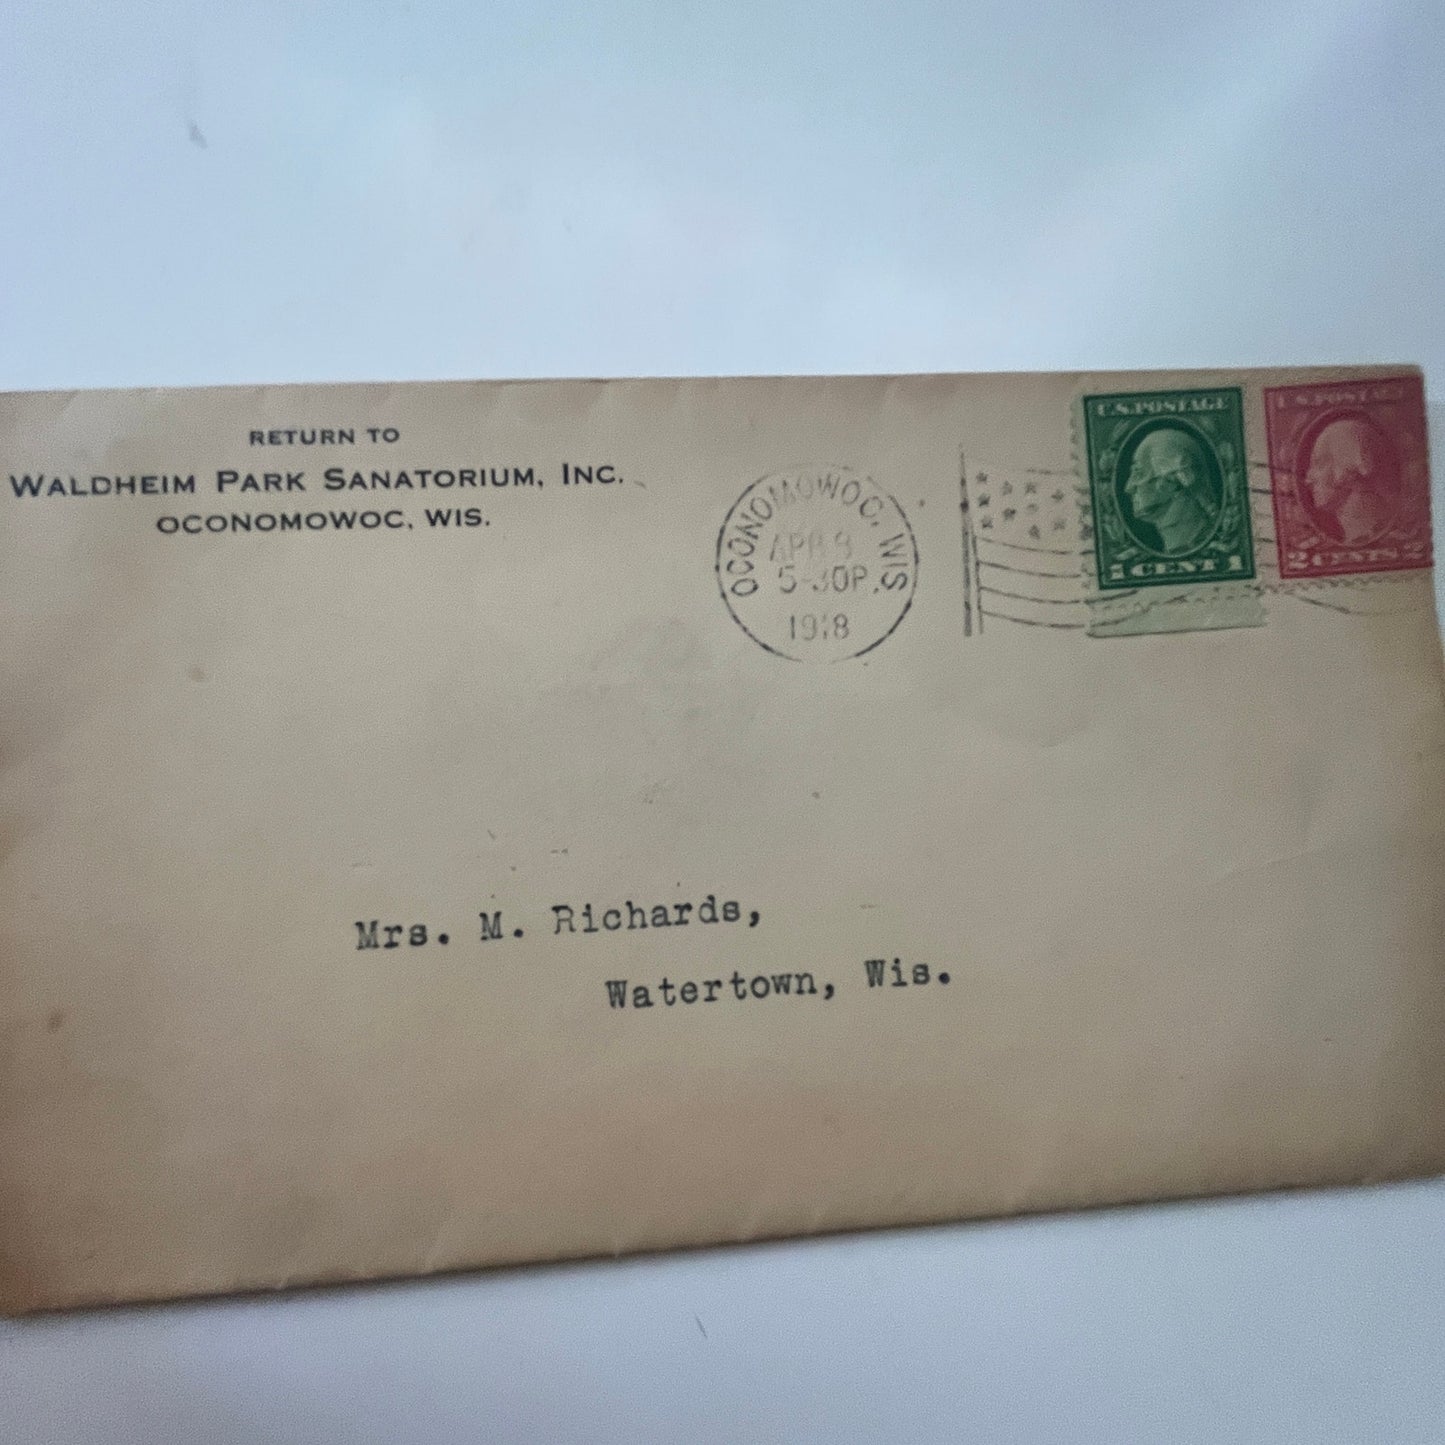 RETURN TO
WALDHEIM PARK SANATORIUM, INC.
OCONOMOWOC, WIS.
OCONOMOWOC, WIS.
APR 8
5-30P.
1918
U.S. POSTAGE
1 CENT 1
U.S. POSTAGE
2 CENTS 2
Mrs. M. Richards,
Watertown, Wis.